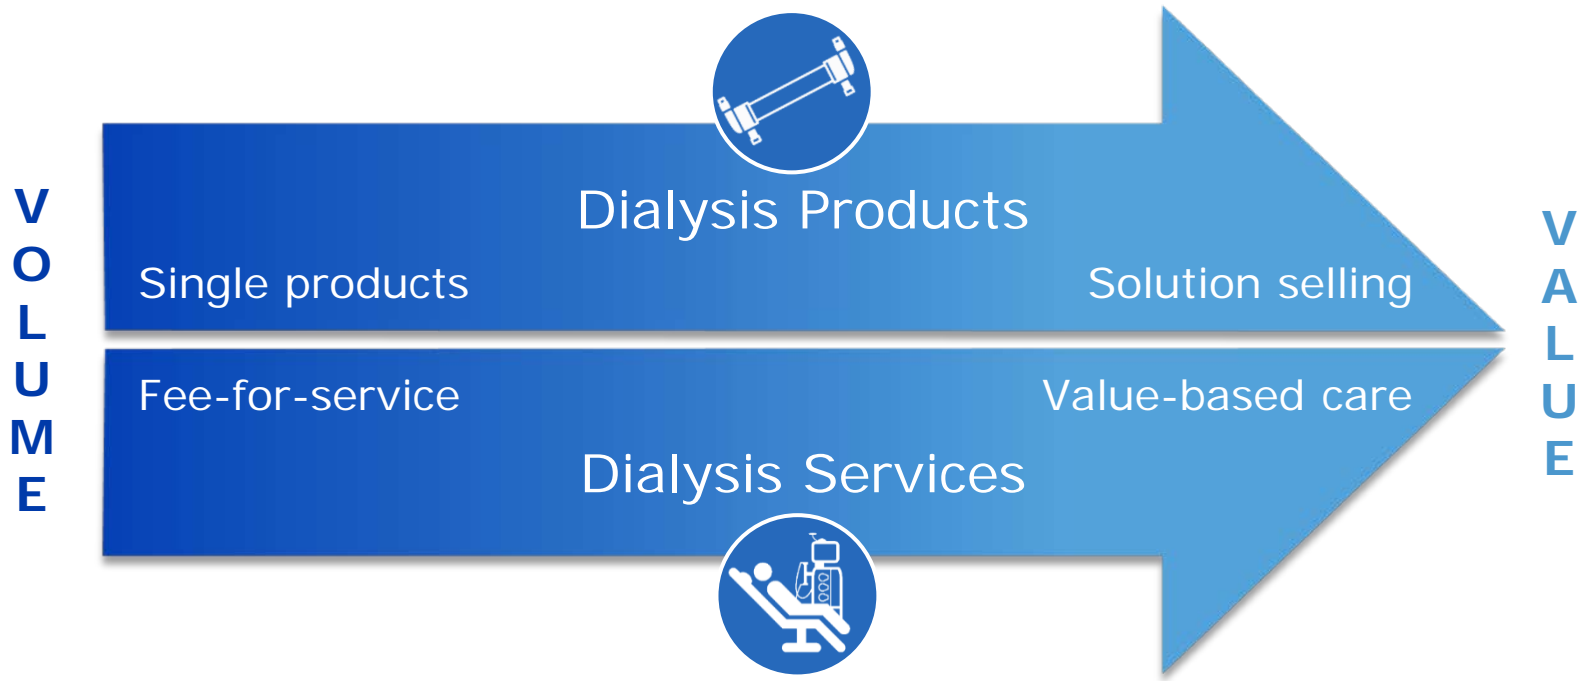 VOLUME
Dialysis Products
Single products
Solution selling
Fee-for-service
Value-based care
Dialysis Services
VALUE